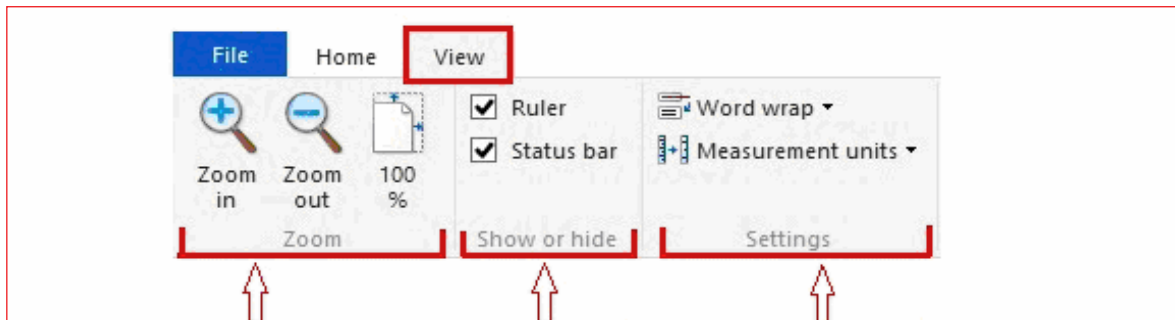 File Home View
Ruler Word wrap
Status bar Measurement units
Zoom in Zoom out 100 %
Zoom Show or hide Settings